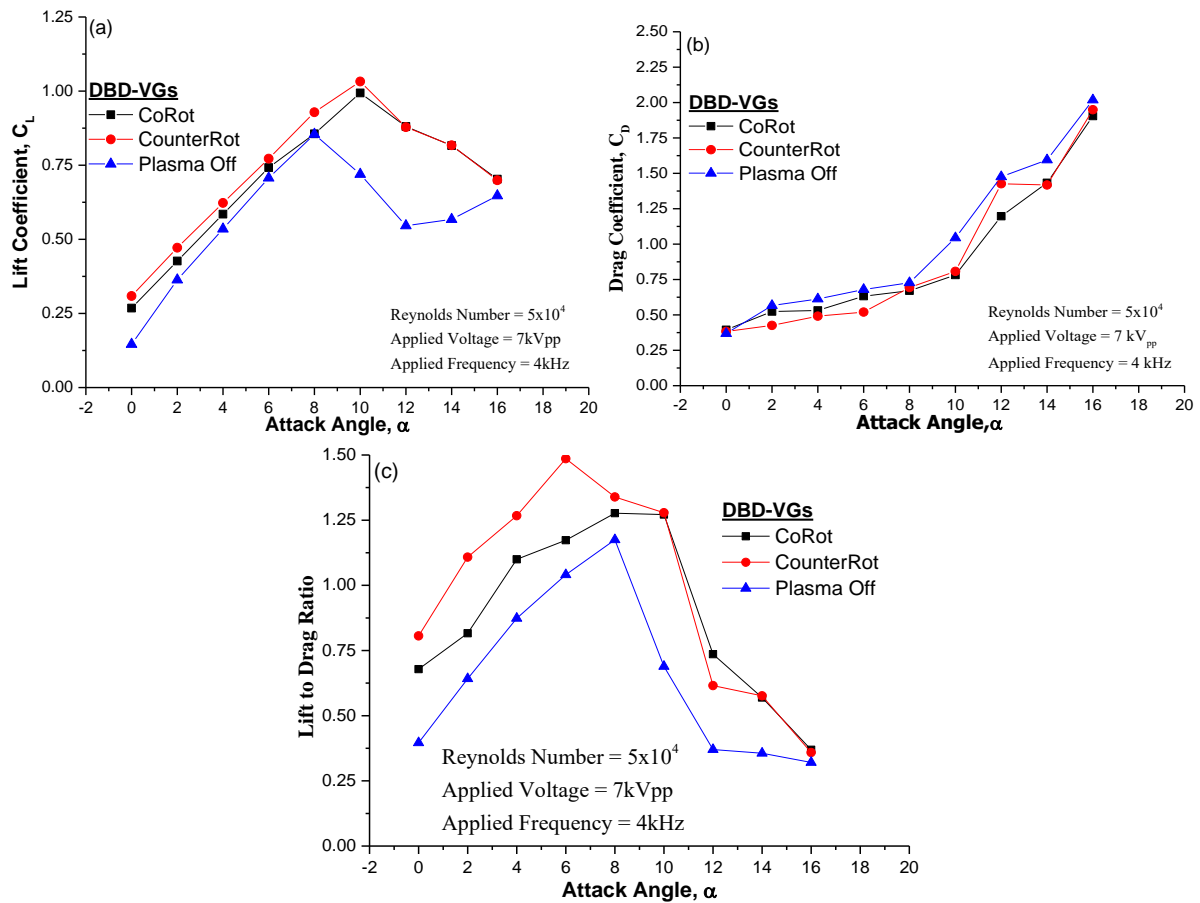 (a)
1.25
1.00
0.75
0.50
0.25
0.00
Lift Coefficient, C_L
DBD-VGs
CoRot
CounterRot
Plasma Off
Reynolds Number = 5x10⁴
Applied Voltage = 7kVpp
Applied Frequency = 4kHz
-2 0 2 4 6 8 10 12 14 16 18 20
Attack Angle, α
(b)
2.50
2.25
2.00
1.75
1.50
1.25
1.00
0.75
0.50
0.25
0.00
Drag Coefficient, C_D
DBD-VGs
CoRot
CounterRot
Plasma Off
Reynolds Number = 5x10⁴
Applied Voltage = 7 kV_pp
Applied Frequency = 4 kHz
-2 0 2 4 6 8 10 12 14 16 18 20
Attack Angle,α
(c)
1.50
1.25
1.00
0.75
0.50
0.25
0.00
Lift to Drag Ratio
DBD-VGs
CoRot
CounterRot
Plasma Off
Reynolds Number = 5x10⁴
Applied Voltage = 7kVpp
Applied Frequency = 4kHz
-2 0 2 4 6 8 10 12 14 16 18 20
Attack Angle, α